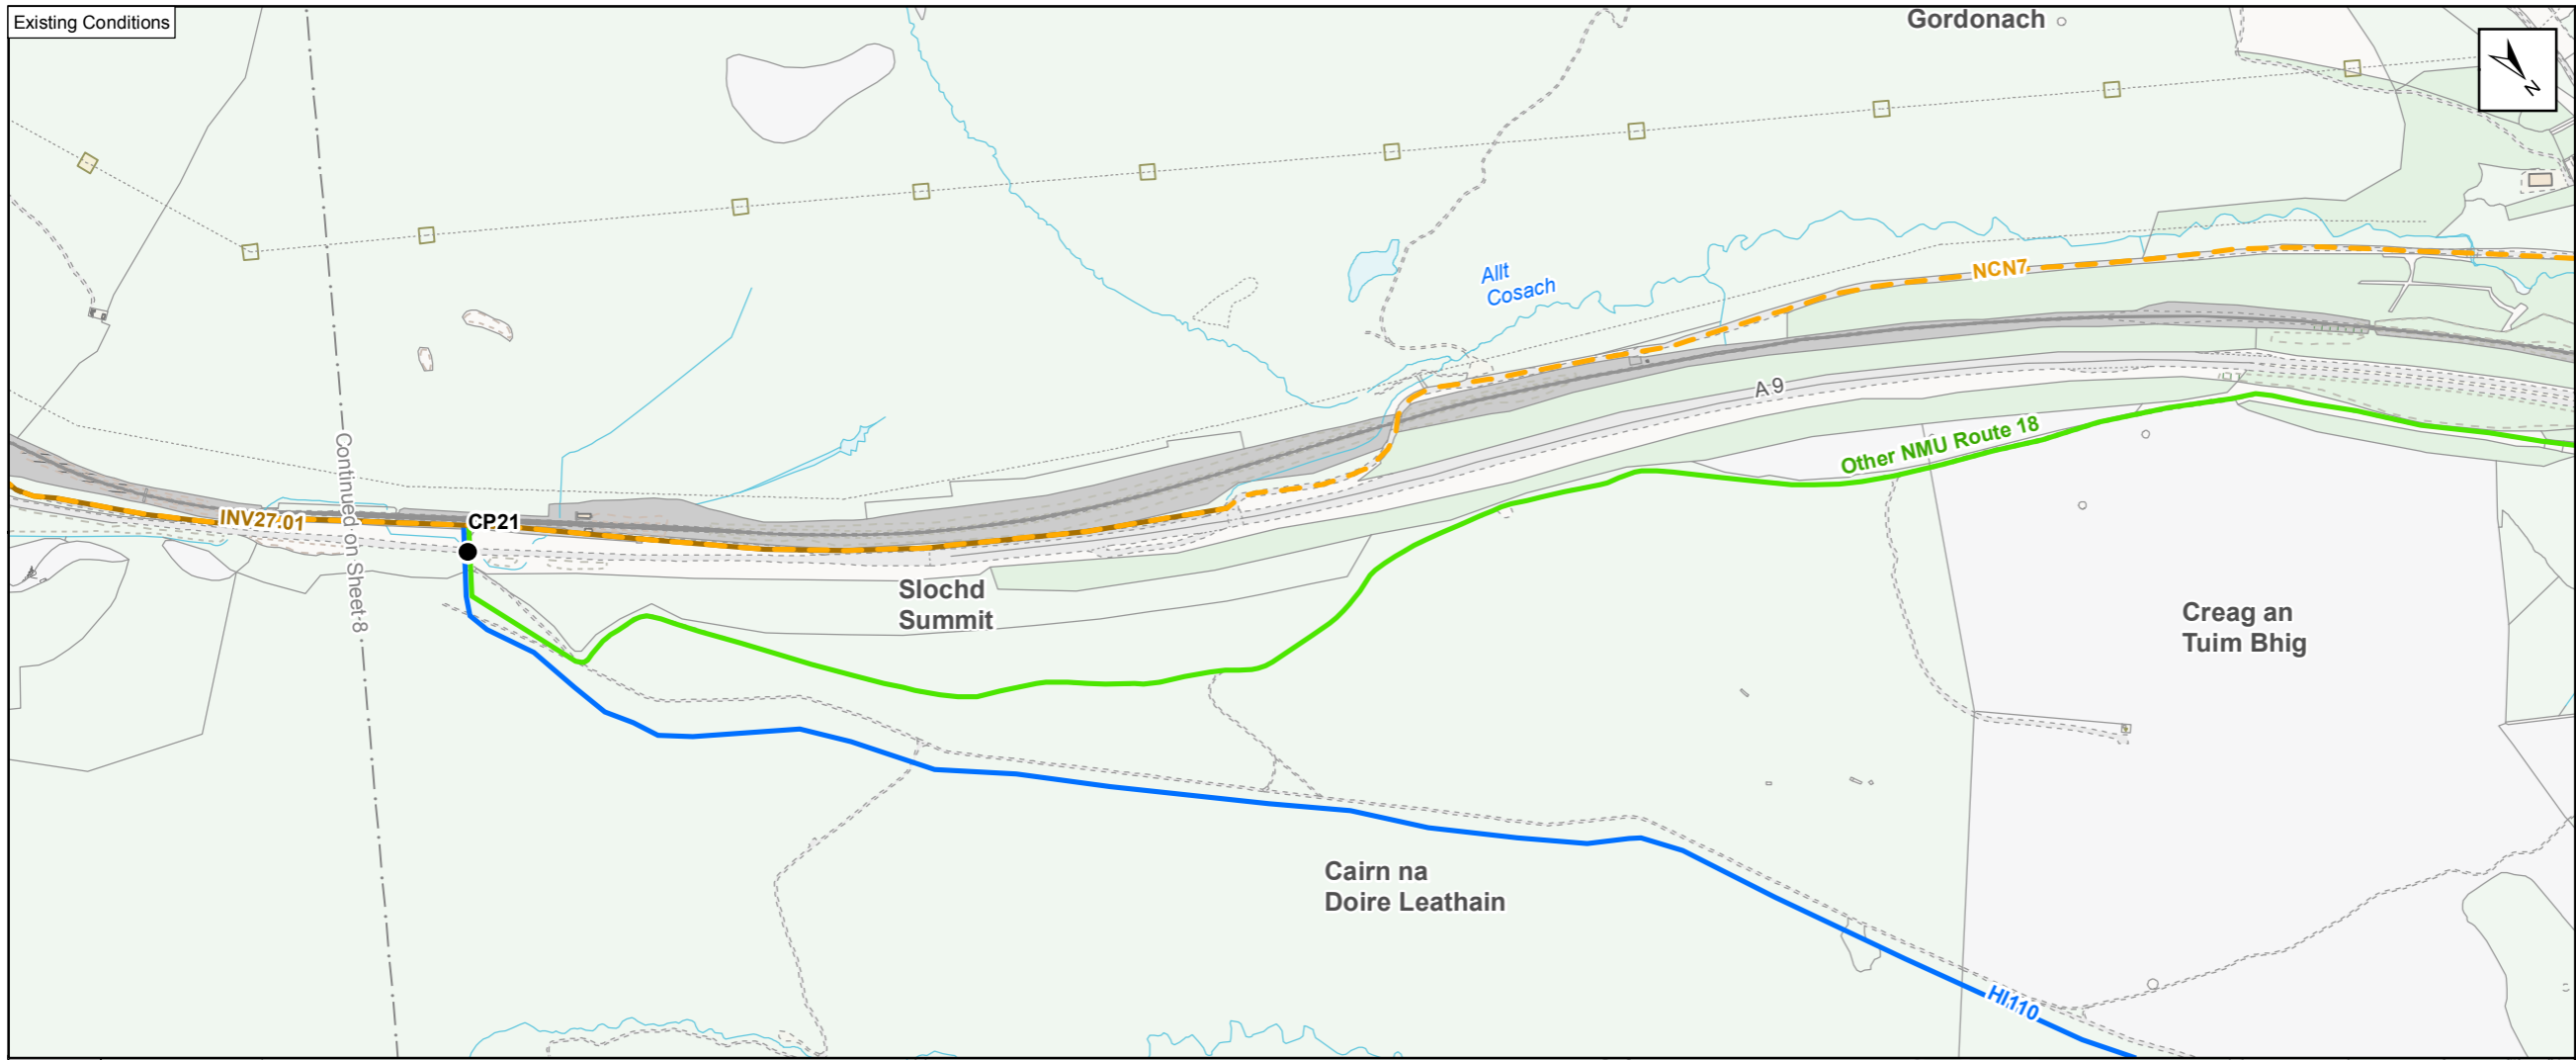 Existing Conditions
Gordonach
N
Allt
Cosach
NCN7
A 9
Other NMU Route 18
Continued on Sheet 8
INV27.01
CP21
Slochd
Summit
Creag an
Tuim Bhig
Cairn na
Doire Leathain
HI110